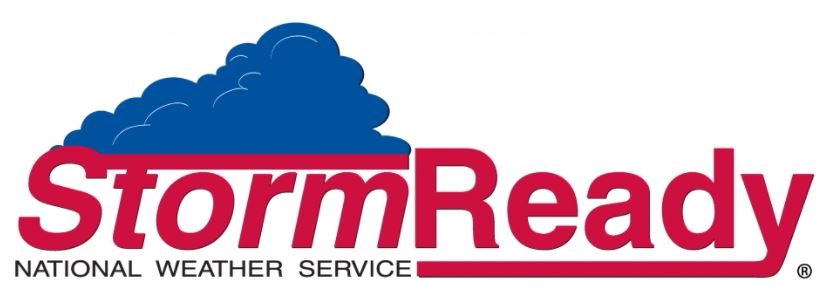 StormReady
NATIONAL WEATHER SERVICE ®